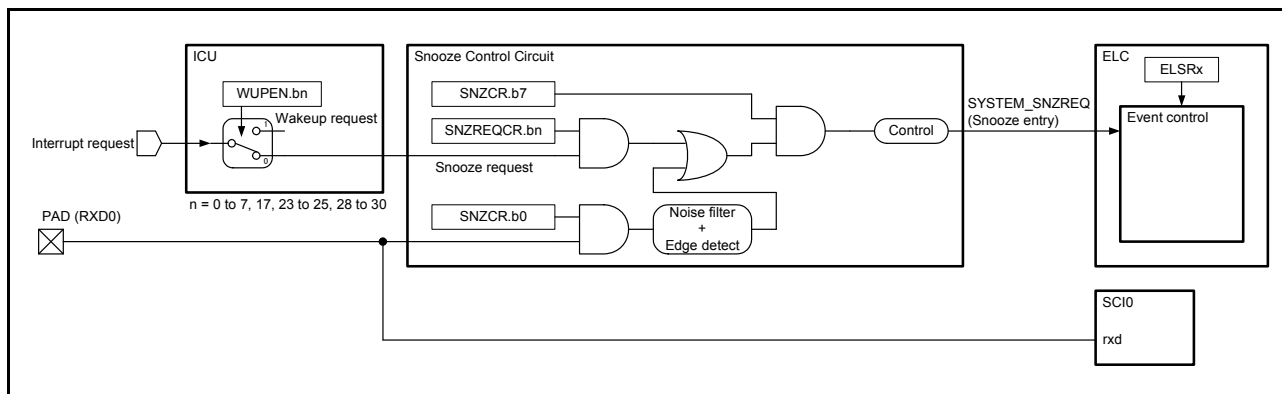 ICU
WUPEN.bn
1
Wakeup request
0
Interrupt request
n = 0 to 7, 17, 23 to 25, 28 to 30
PAD (RXD0)
Snooze Control Circuit
SNZCR.b7
SNZREQCR.bn
Snooze request
SNZCR.b0
Noise filter
+
Edge detect
Control
SYSTEM_SNZREQ
(Snooze entry)
ELC
ELSRx
Event control
SCI0
rxd